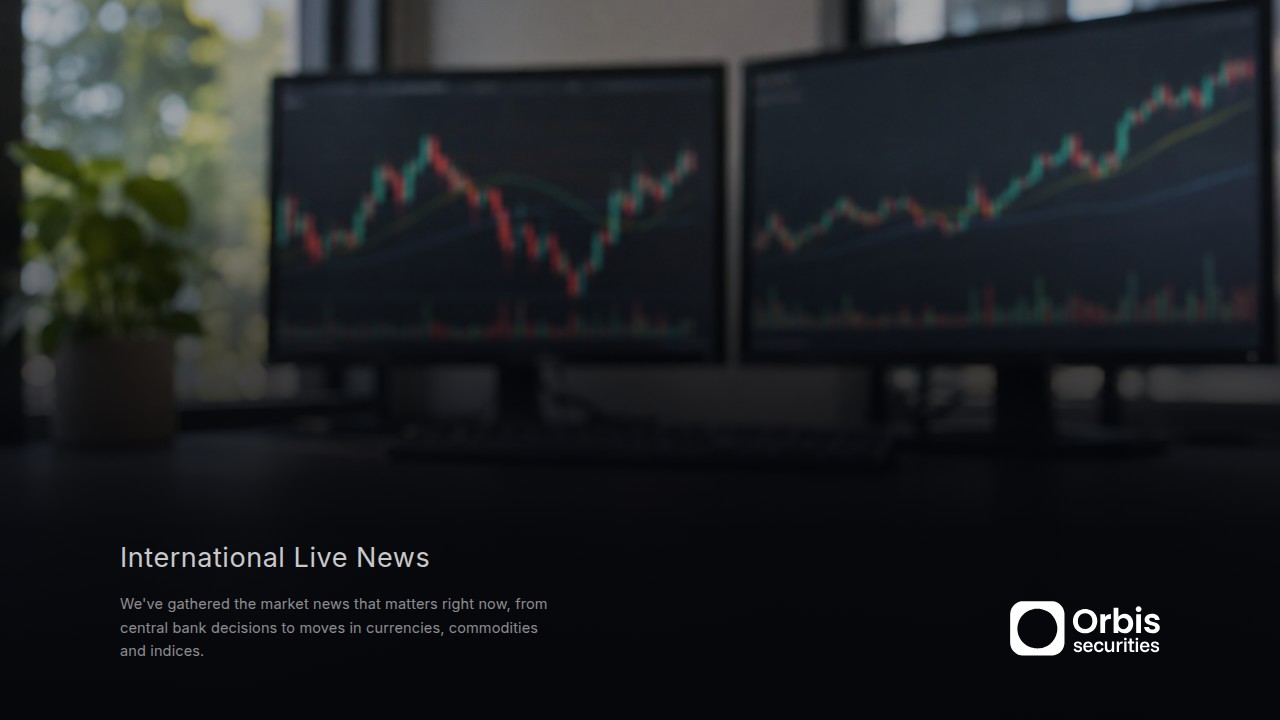 International Live News
We've gathered the market news that matters right now, from
central bank decisions to moves in currencies, commodities
and indices.
Orbis
securities